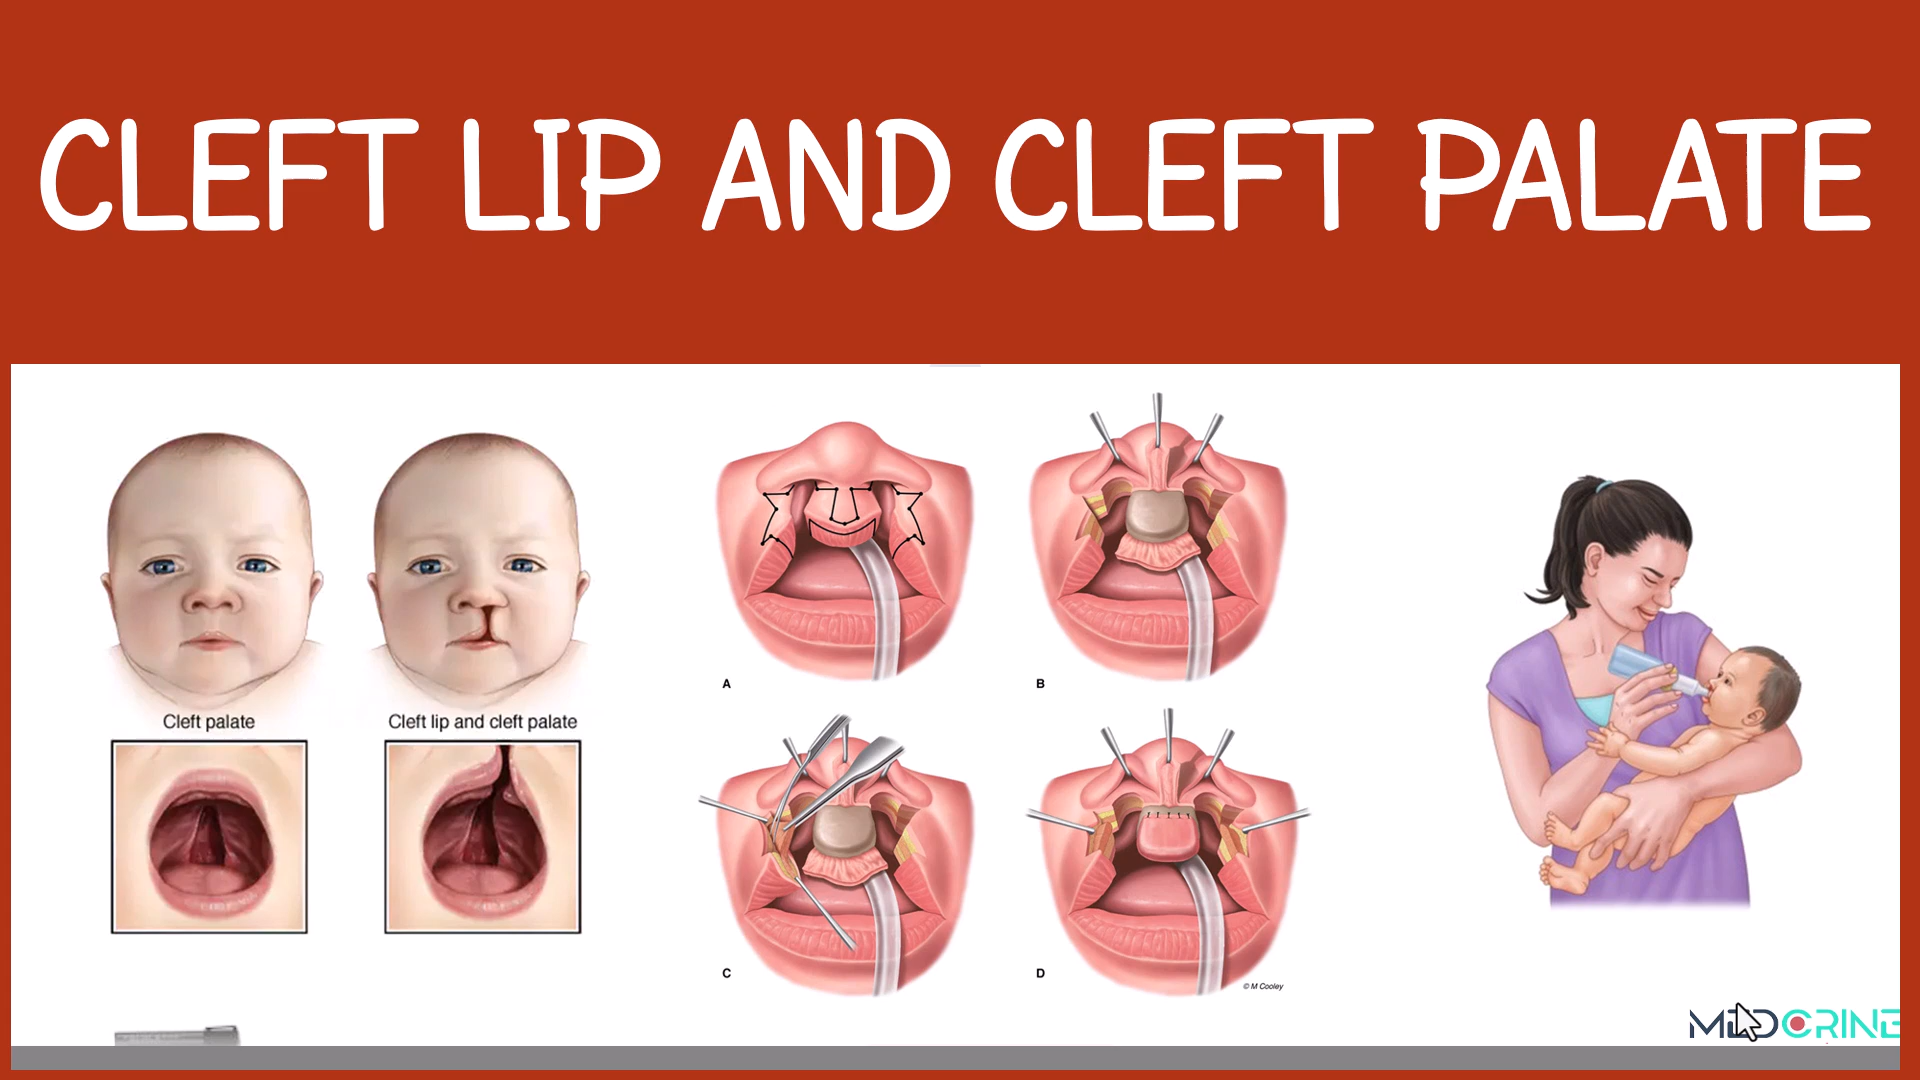 CLEFT LIP AND CLEFT PALATE
Cleft palate
Cleft lip and cleft palate
A
B
C
D
© M Cooley